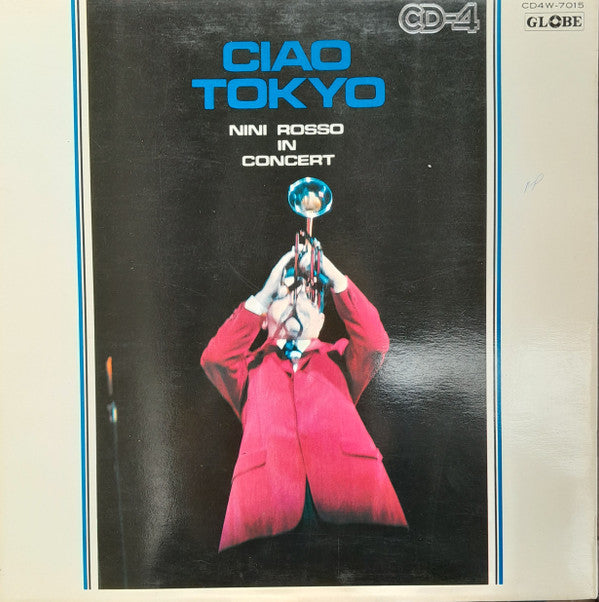 CD-4
CD4W-7015
GLOBE
CIAO
TOKYO
NINI ROSSO
IN
CONCERT